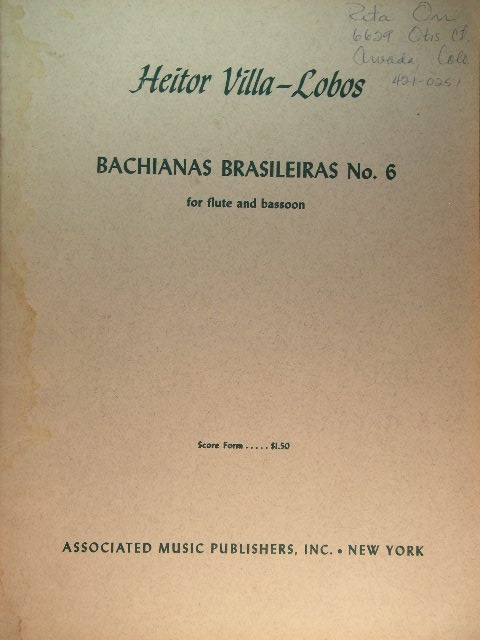 Rita Orr
6629 Otis Ct.
Arvada, Colo
421-0251
Heitor Villa-Lobos
BACHIANAS BRASILEIRAS No. 6
for flute and bassoon
Score Form ..... $1.50
ASSOCIATED MUSIC PUBLISHERS, INC. • NEW YORK